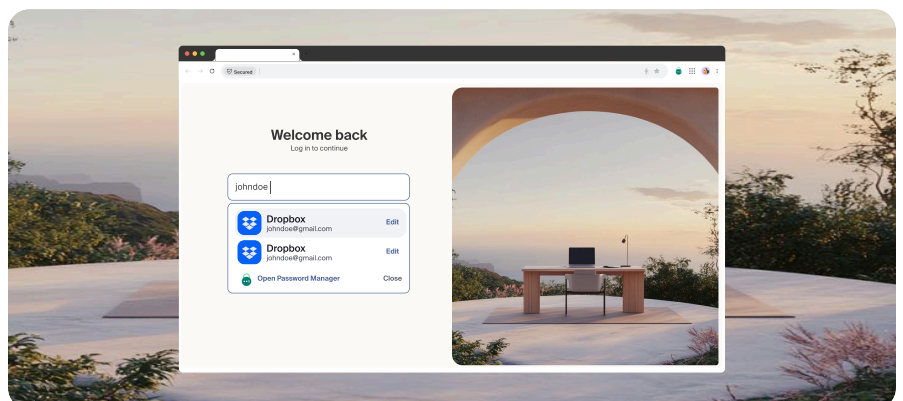 Secured
Welcome back
Log in to continue
johndoe
Dropbox
Edit
johndoe@gmail.com
Dropbox
Edit
johndoe@gmail.com
Open Password Manager
Close